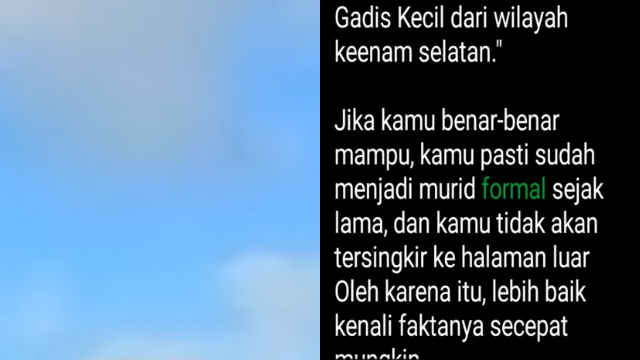 Gadis Kecil dari wilayah
keenam selatan."
Jika kamu benar-benar
mampu, kamu pasti sudah
menjadi murid formal sejak
lama, dan kamu tidak akan
tersingkir ke halaman luar
Oleh karena itu, lebih baik
kenali faktanya secepat
mungkin